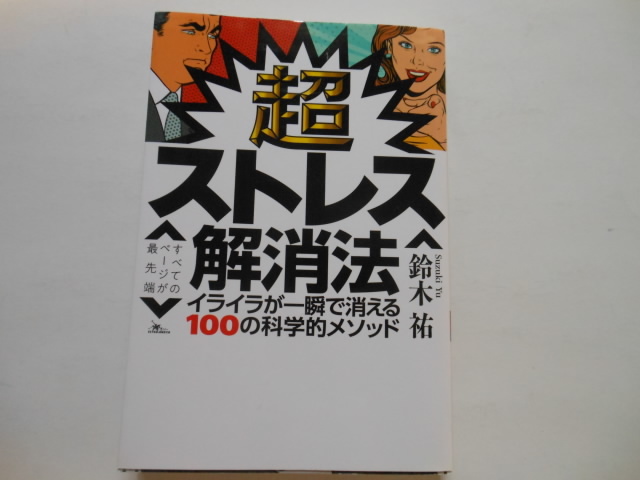 超
ストレス
解消法
イライラが一瞬で消える
100の科学的メソッド
すべての
ページが
最先端
鈴木祐
Suzuki Yu